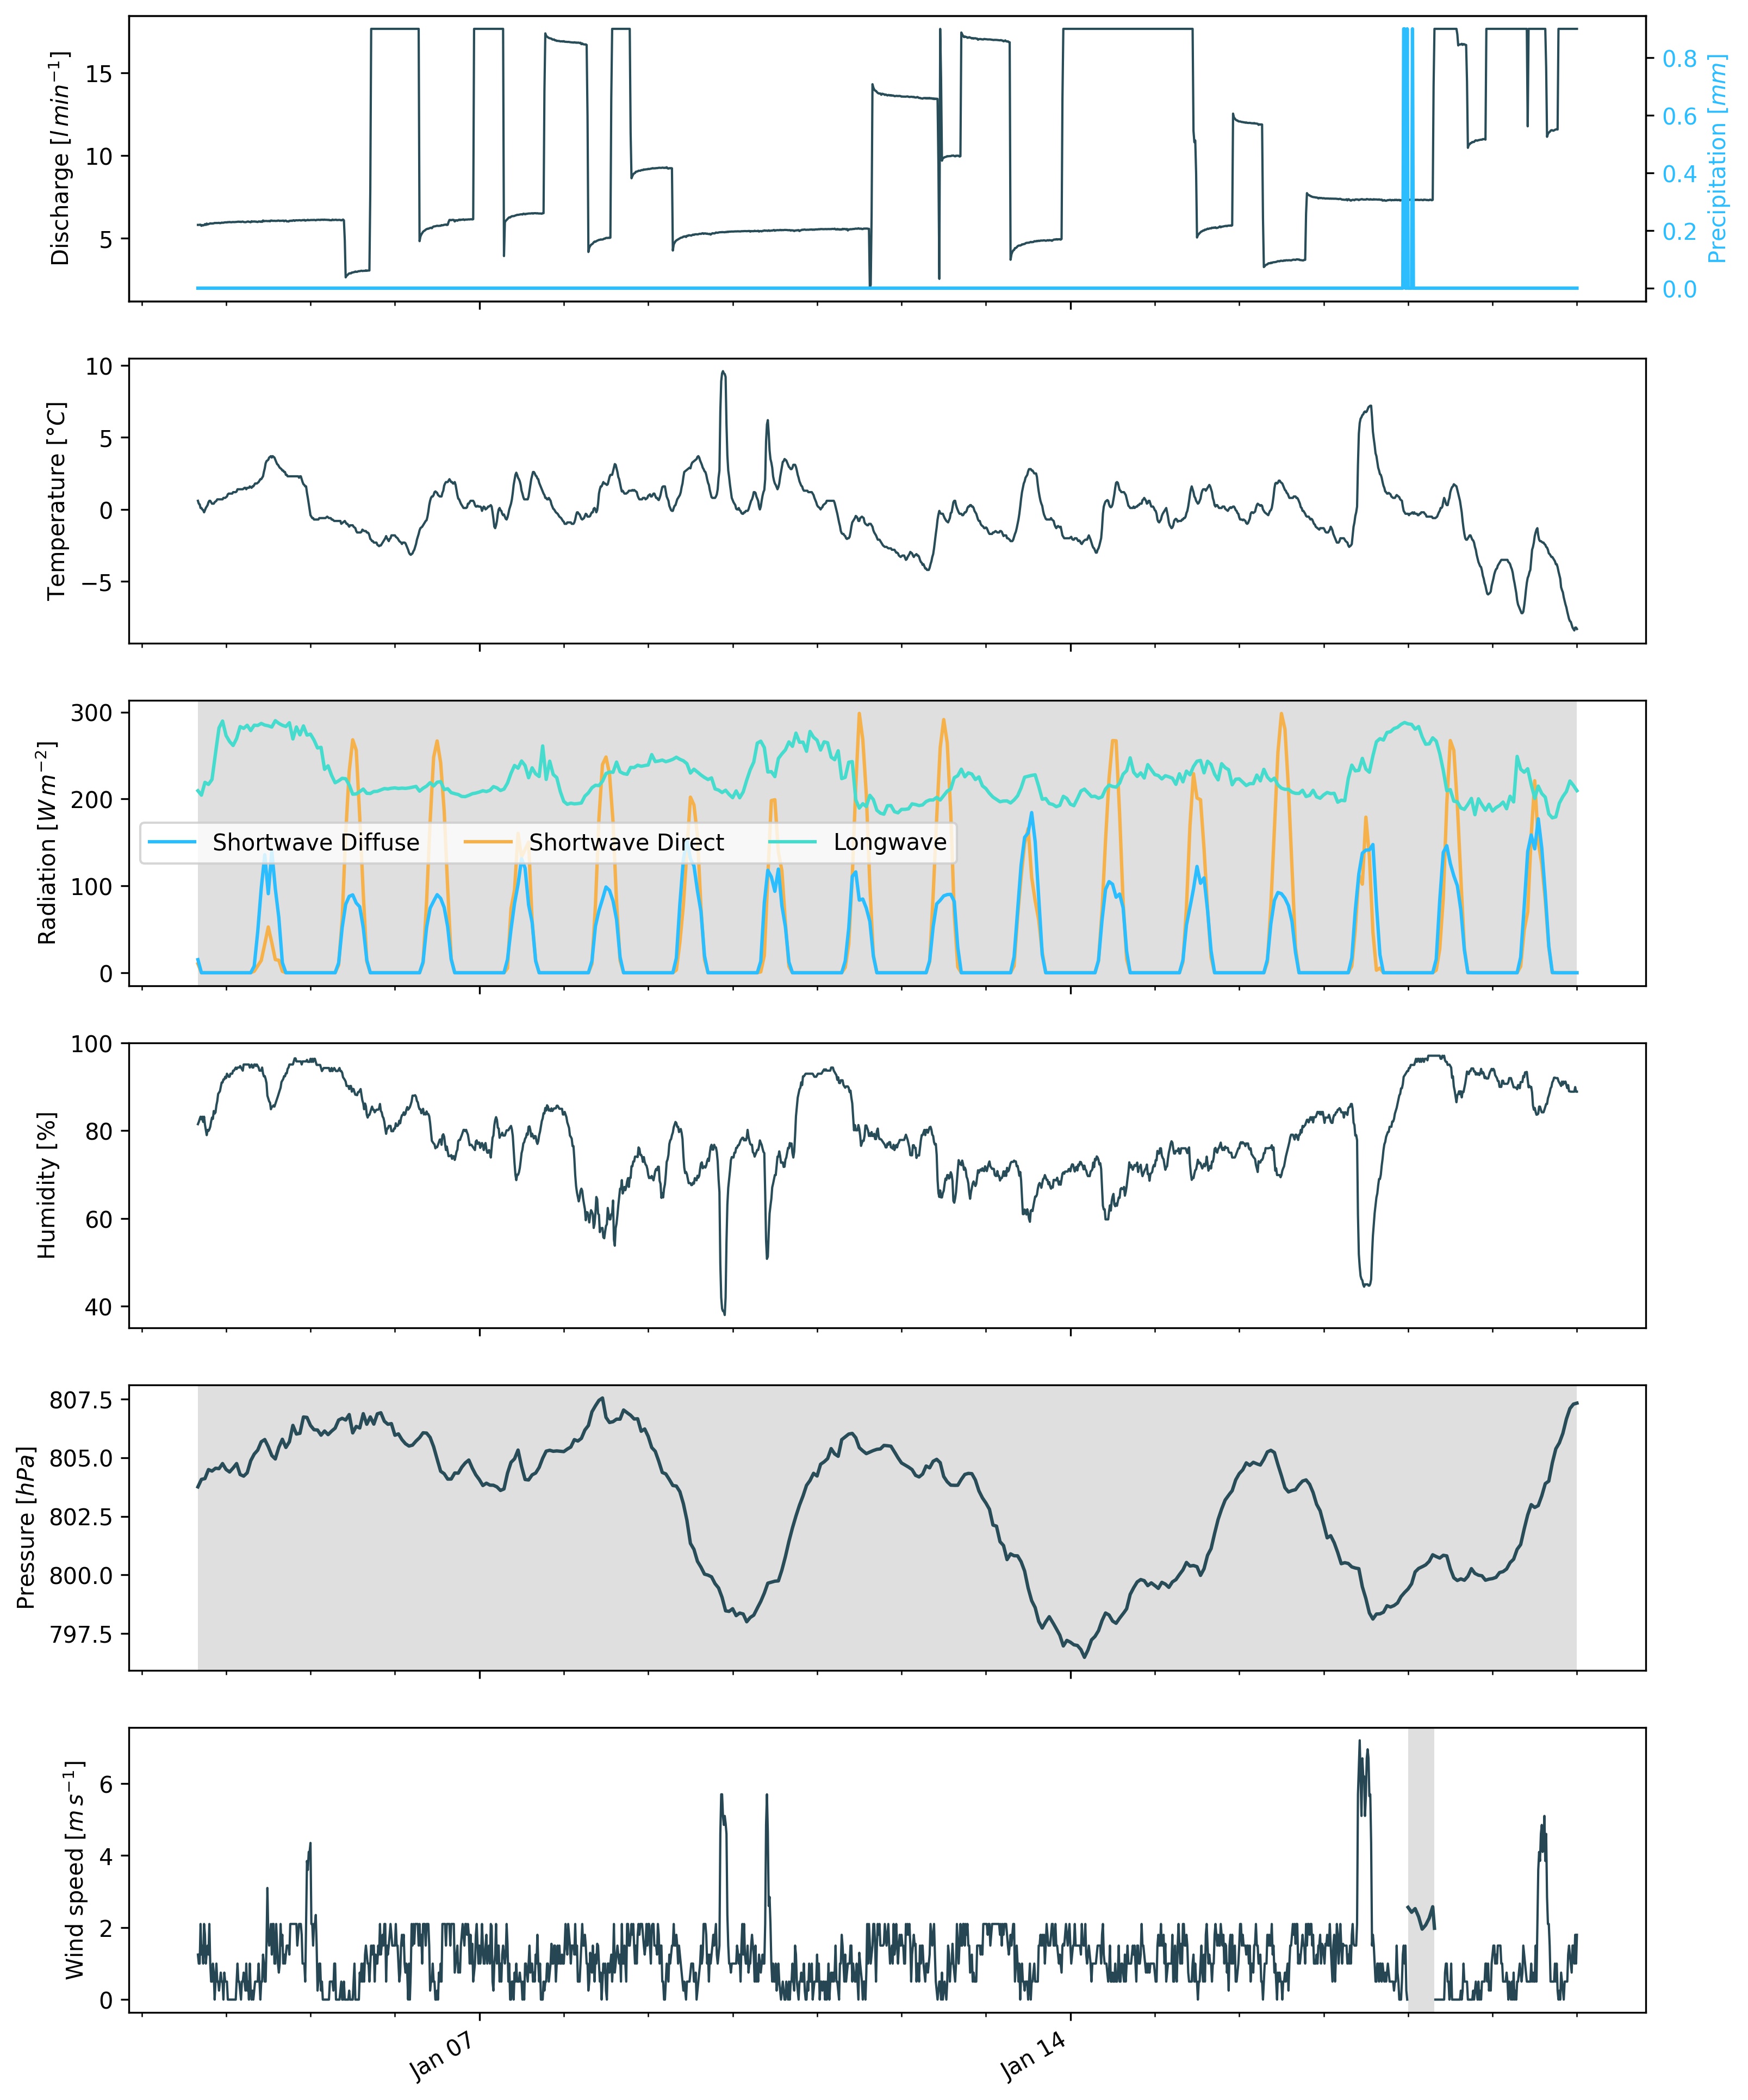 Discharge [l min⁻¹]
15
10
5
0.8
0.6
0.4
0.2
0.0
Precipitation [mm]
Temperature [°C]
10
5
0
−5
Radiation [W m⁻²]
300
200
100
0
Shortwave Diffuse Shortwave Direct Longwave
Humidity [%]
100
80
60
40
Pressure [hPa]
807.5
805.0
802.5
800.0
797.5
Wind speed [m s⁻¹]
6
4
2
0
Jan 07
Jan 14